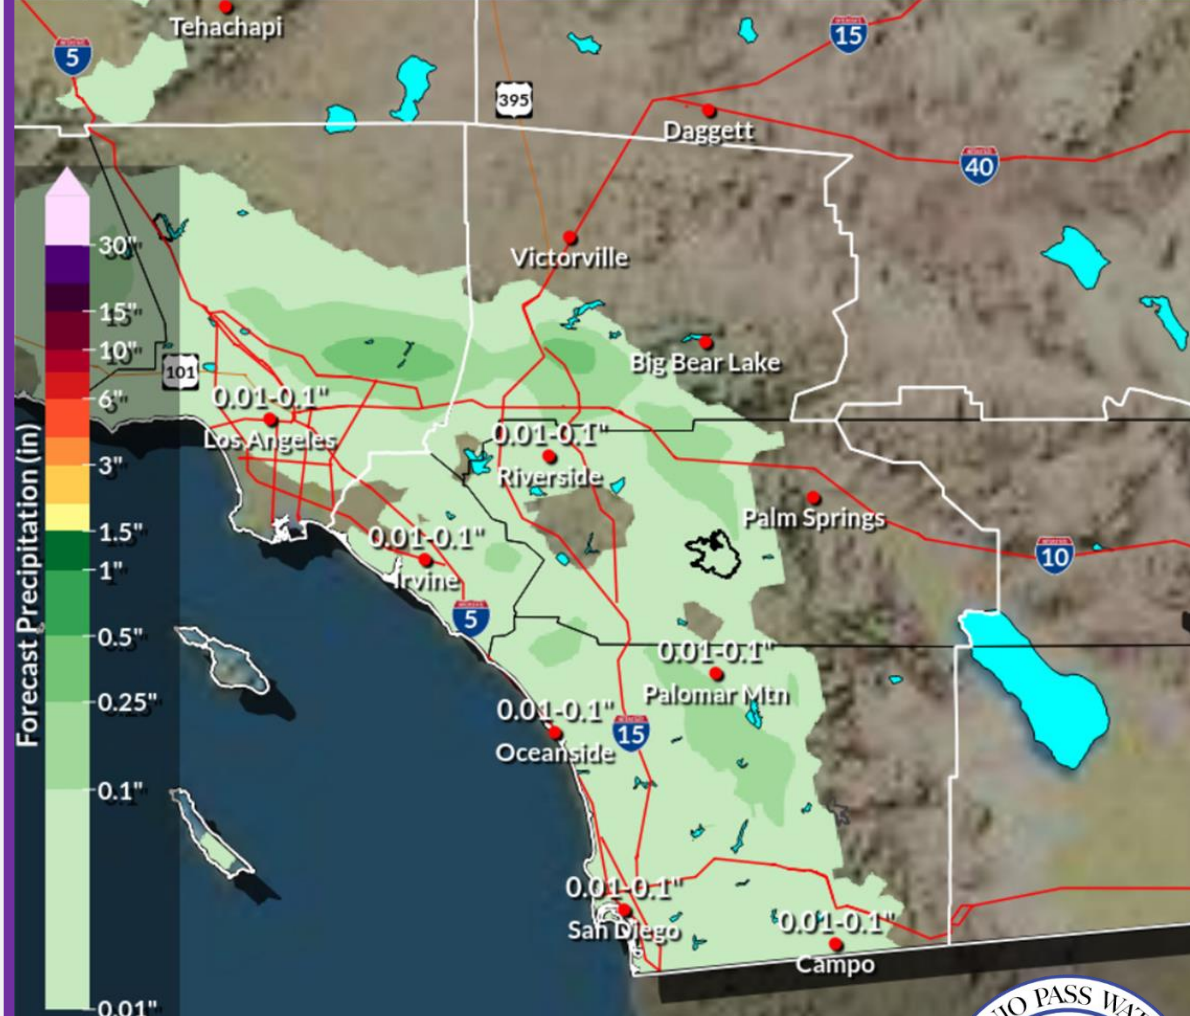 Tehachapi
5
15
395
Daggett
40
30"
Victorville
15"
10"
Big Bear Lake
101
6"
0.01-0.1"
Los Angeles
0.01-0.1"
Riverside
3"
Palm Springs
1.5"
0.01-0.1"
Irvine
10
1"
5
0.5"
0.01-0.1"
Palomar Mtn
0.25"
0.01-0.1"
Oceanside
15
0.1"
0.01-0.1"
San Diego
0.01-0.1"
Campo
0.01"
Forecast Precipitation (in)
PASS